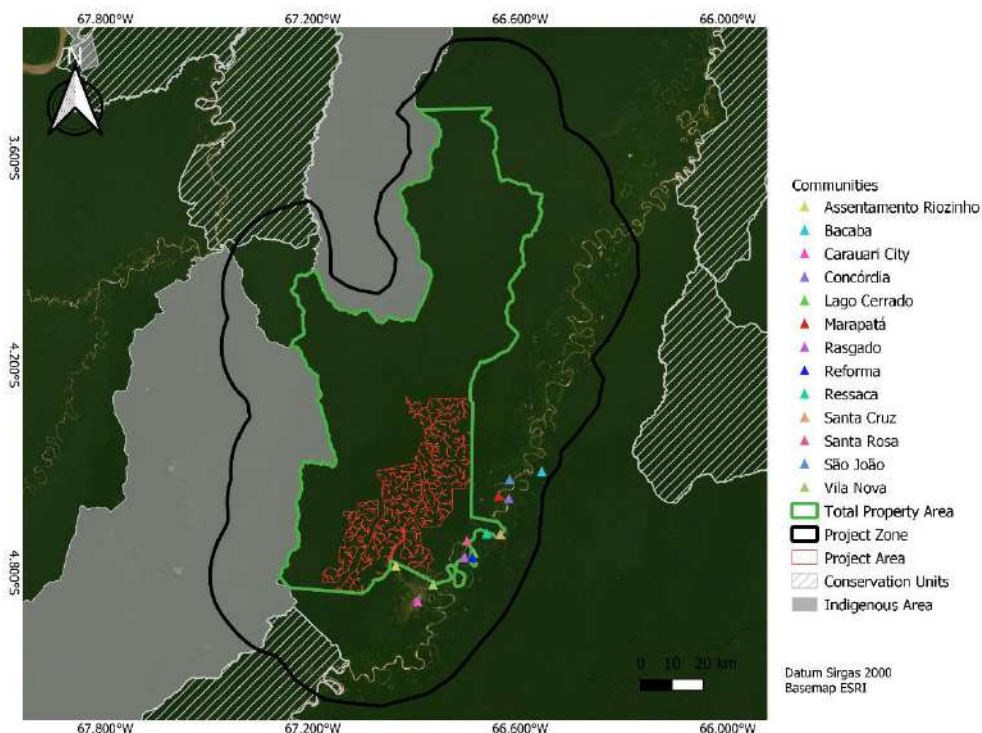 67.800°W 67.200°W 66.600°W 66.000°W
N
3.600°S
4.200°S
4.800°S
Communities
Assentamento Riozinho
Bacaba
Carauari City
Concórdia
Lago Cerrado
Marapatá
Rasgado
Reforma
Ressaca
Santa Cruz
Santa Rosa
São João
Vila Nova
Total Property Area
Project Zone
Project Area
Conservation Units
Indigenous Area
0 10 20 km
Datum Sirgas 2000
Basemap ESRI
67.800°W 67.200°W 66.600°W 66.000°W